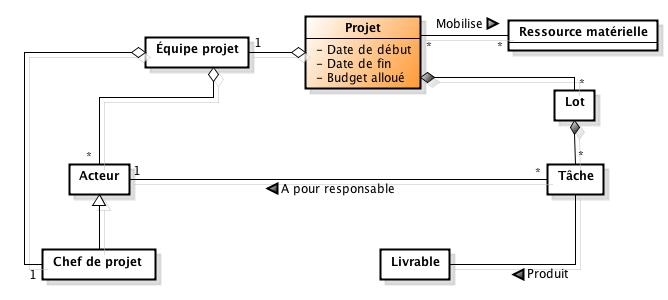 Projet
Mobilise
Équipe projet
1
– Date de début
– Date de fin
– Budget alloué
*
*
Ressource matérielle
*
Lot
*
*
Acteur
1
*
Tâche
A pour responsable
Chef de projet
1
Livrable
Produit